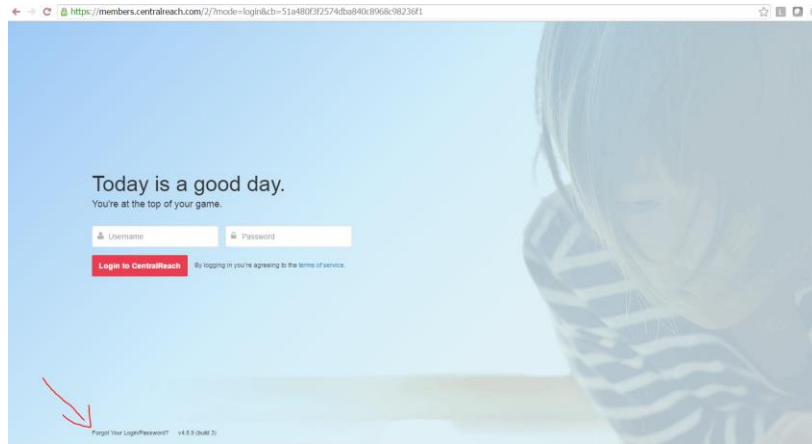 https://members.centralreach.com/2/?mode=login&cb=51a480f3f2574dba840c8968c98236f1
Today is a good day.
You're at the top of your game.
Username Password
Login to CentralReach By logging in you're agreeing to the terms of service.
Forgot Your Login/Password?